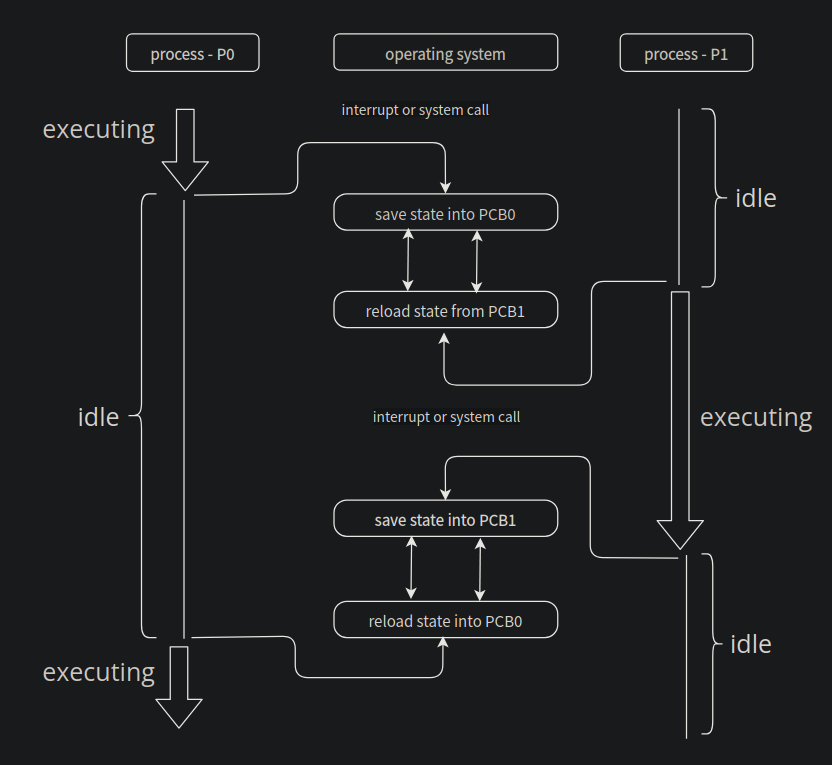 process - P0
operating system
process - P1
interrupt or system call
executing
idle
save state into PCB0
reload state from PCB1
idle
interrupt or system call
executing
save state into PCB1
reload state into PCB0
idle
executing